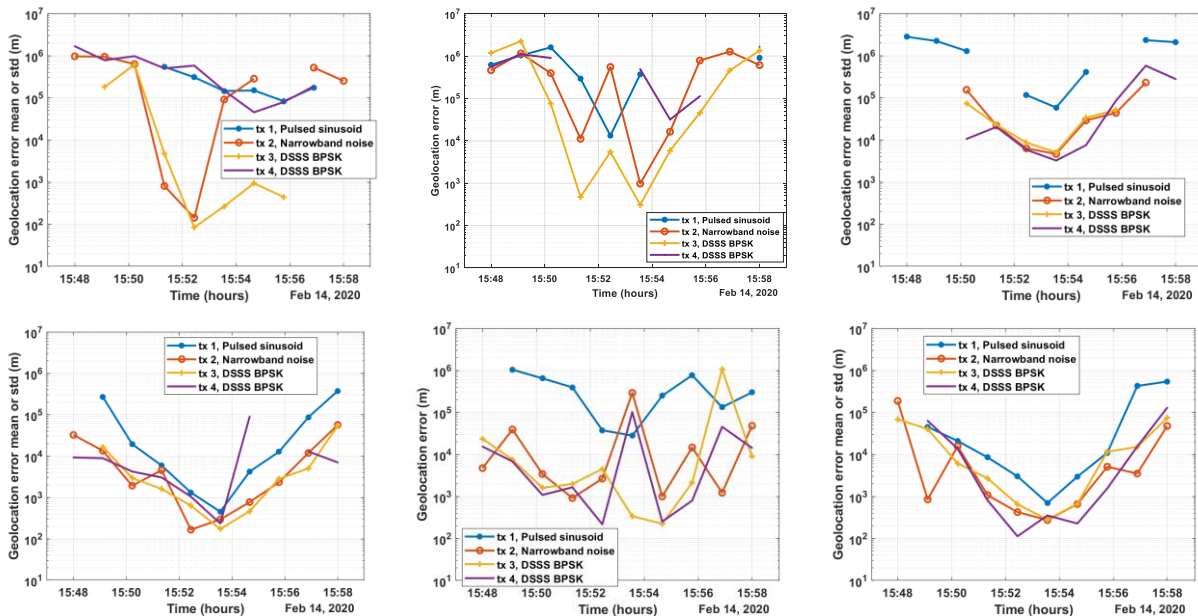 Geolocation error mean or std (m)
10^7
10^6
10^5
10^4
10^3
10^2
10^1
tx 1, Pulsed sinusoid
tx 2, Narrowband noise
tx 3, DSSS BPSK
tx 4, DSSS BPSK
15:48 15:50 15:52 15:54 15:56 15:58
Time (hours) Feb 14, 2020
Geolocation error (m)
10^7
10^6
10^5
10^4
10^3
10^2
10^1
tx 1, Pulsed sinusoid
tx 2, Narrowband noise
tx 3, DSSS BPSK
tx 4, DSSS BPSK
15:48 15:50 15:52 15:54 15:56 15:58
Time (hours) Feb 14, 2020
Geolocation error mean or std (m)
10^7
10^6
10^5
10^4
10^3
10^2
10^1
tx 1, Pulsed sinusoid
tx 2, Narrowband noise
tx 3, DSSS BPSK
tx 4, DSSS BPSK
15:48 15:50 15:52 15:54 15:56 15:58
Time (hours) Feb 14, 2020
Geolocation error mean or std (m)
10^7
10^6
10^5
10^4
10^3
10^2
10^1
tx 1, Pulsed sinusoid
tx 2, Narrowband noise
tx 3, DSSS BPSK
tx 4, DSSS BPSK
15:48 15:50 15:52 15:54 15:56 15:58
Time (hours) Feb 14, 2020
Geolocation error (m)
10^7
10^6
10^5
10^4
10^3
10^2
10^1
tx 1, Pulsed sinusoid
tx 2, Narrowband noise
tx 3, DSSS BPSK
tx 4, DSSS BPSK
15:48 15:50 15:52 15:54 15:56 15:58
Time (hours) Feb 14, 2020
Geolocation error mean or std (m)
10^7
10^6
10^5
10^4
10^3
10^2
10^1
tx 1, Pulsed sinusoid
tx 2, Narrowband noise
tx 3, DSSS BPSK
tx 4, DSSS BPSK
15:48 15:50 15:52 15:54 15:56 15:58
Time (hours) Feb 14, 2020